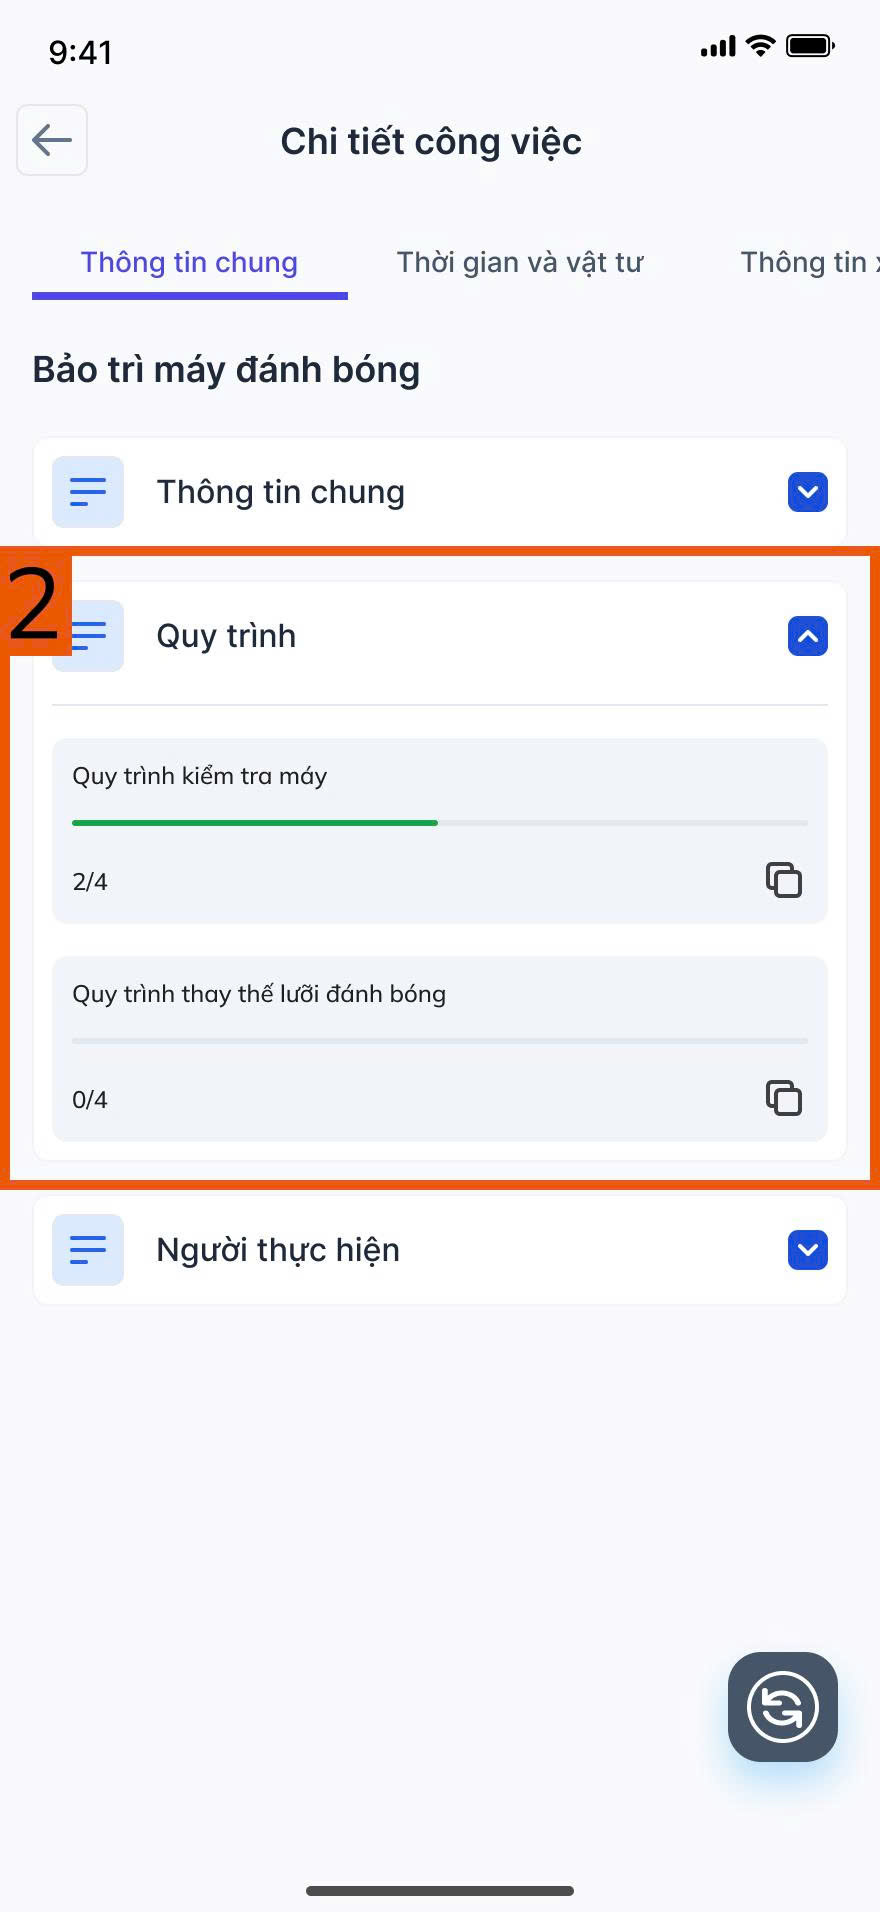 9:41
Chi tiết công việc
Thông tin chung
Thời gian và vật tư
Thông tin
Bảo trì máy đánh bóng
Thông tin chung
2
Quy trình
Quy trình kiểm tra máy
2/4
Quy trình thay thế lưỡi đánh bóng
0/4
Người thực hiện